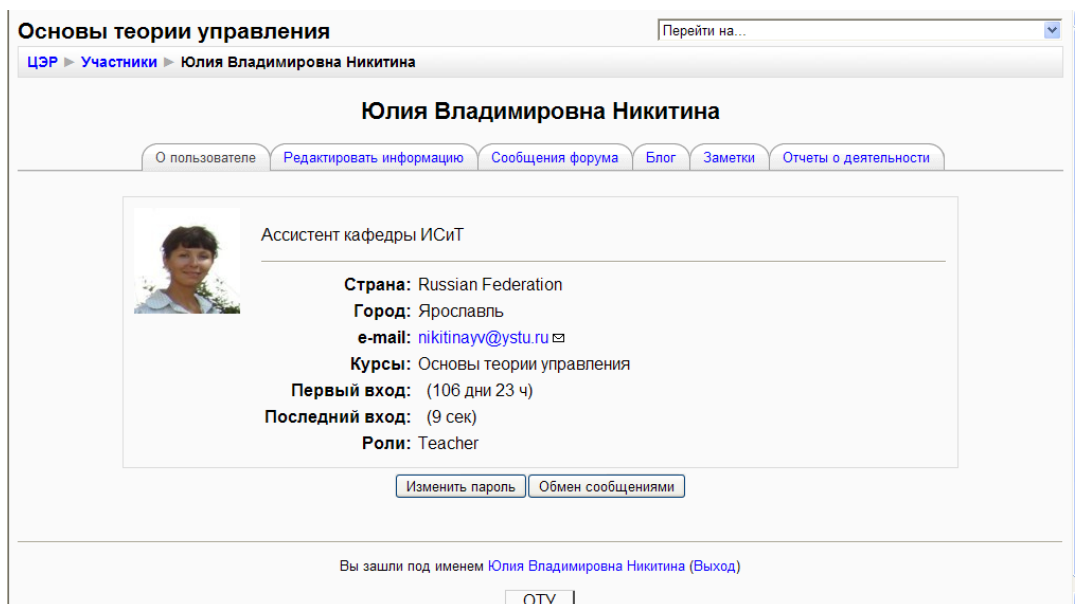 Основы теории управления
Перейти на...
ЦЭР ► Участники ► Юлия Владимировна Никитина
Юлия Владимировна Никитина
О пользователе Редактировать информацию Сообщения форума Блог Заметки Отчеты о деятельности
Ассистент кафедры ИСиТ
Страна: Russian Federation
Город: Ярославль
e-mail: nikitinayv@ystu.ru
Курсы: Основы теории управления
Первый вход: (106 дни 23 ч)
Последний вход: (9 сек)
Роли: Teacher
Изменить пароль Обмен сообщениями
Вы зашли под именем Юлия Владимировна Никитина (Выход)
ОТУ